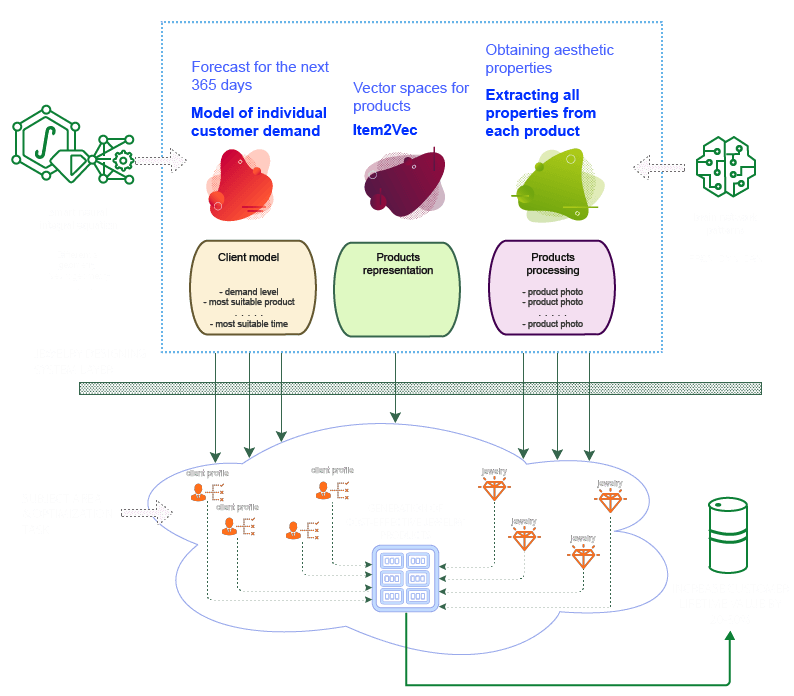 Forecast for the next
365 days
Model of individual
customer demand
Vector spaces for
products
Item2Vec
Obtaining aesthetic
properties
Extracting all
properties from
each product
Client model
- demand level
- most suitable product
. . . . .
- most suitable time
Products
representation
Products
processing
- product photo
- product photo
. . . . .
- product photo
client profile
client profile
client profile
jewelry
jewelry
jewelry
jewelry